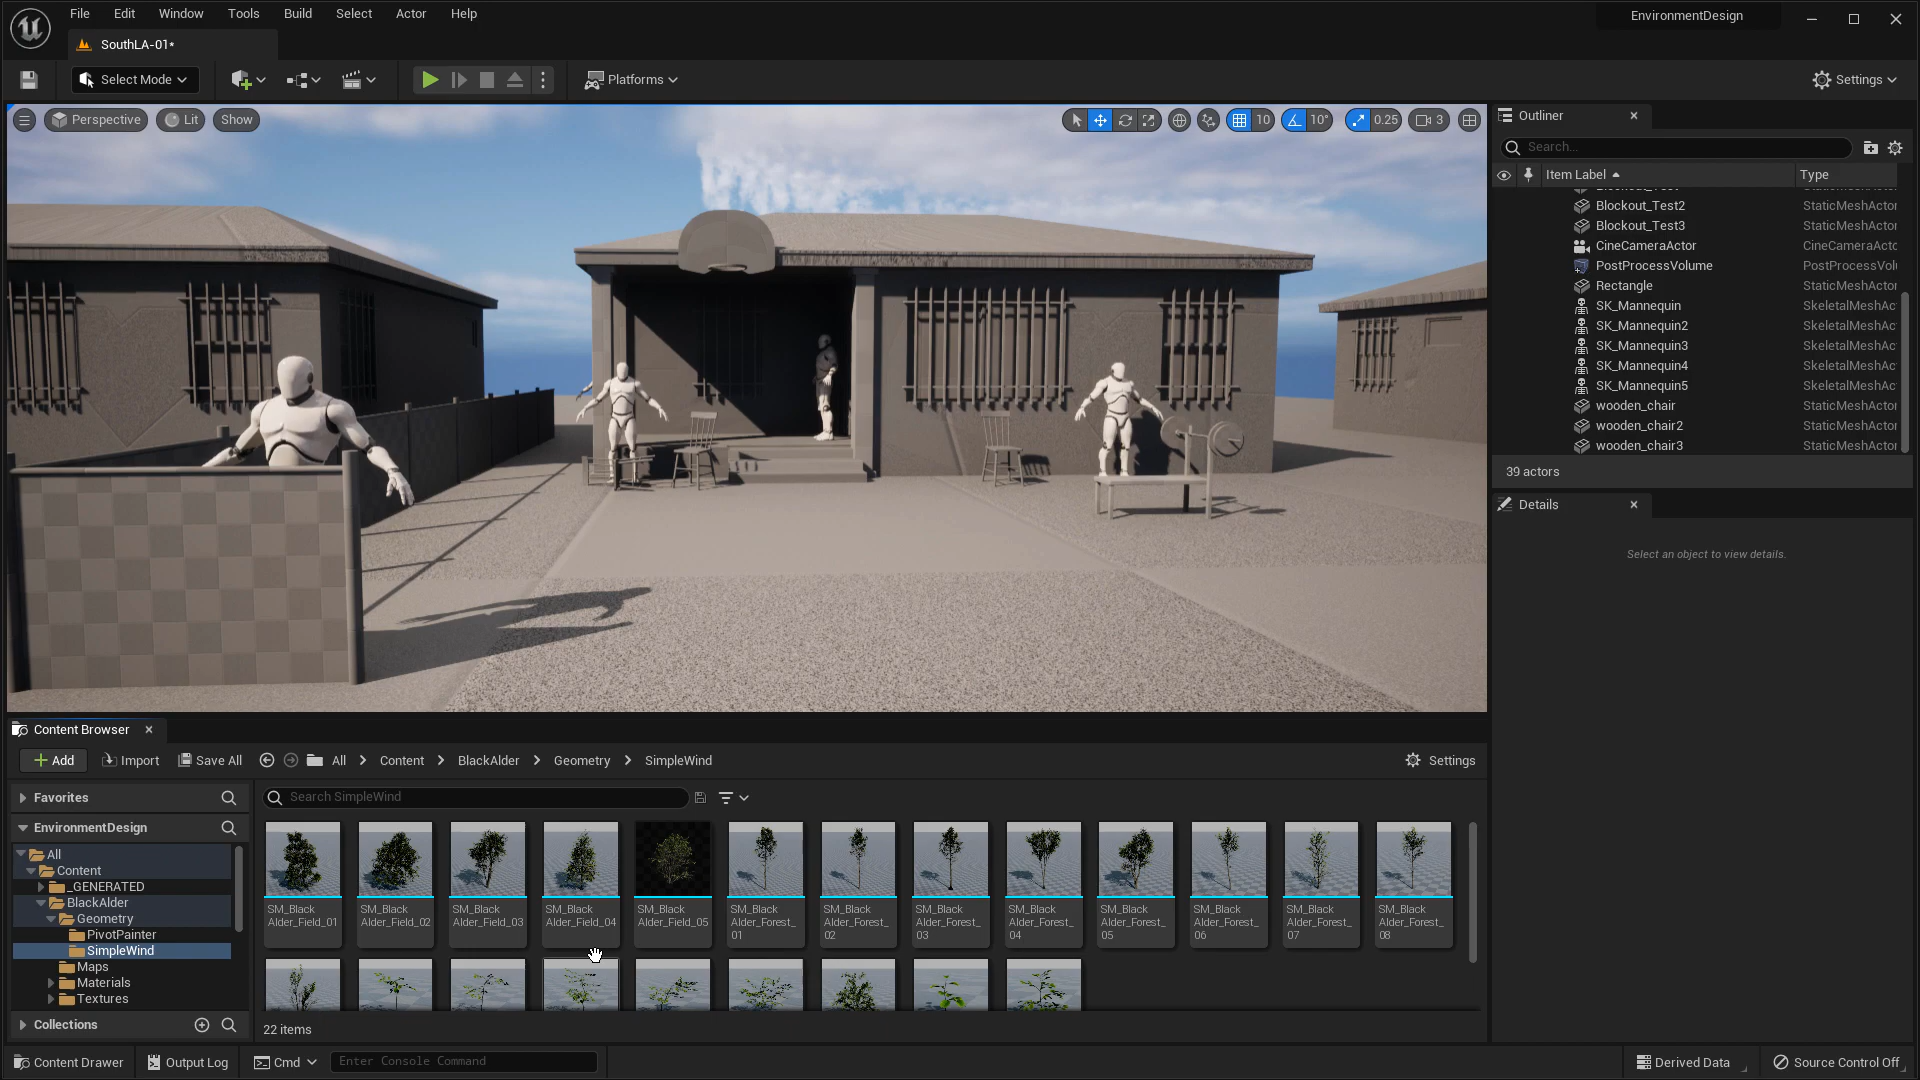 File Edit Window Tools Build Select Actor Help
EnvironmentDesign
SouthLA-01*
Select Mode
Platforms
Settings
Perspective Lit Show
10 10° 0.25 3
Outliner
Search...
Item Label Type
Blockout_Test2 StaticMeshActor
Blockout_Test3 StaticMeshActor
CineCameraActor CineCameraActo
PostProcessVolume PostProcessVolu
Rectangle StaticMeshActor
SK_Mannequin SkeletalMeshAc
SK_Mannequin2 SkeletalMeshAc
SK_Mannequin3 SkeletalMeshAc
SK_Mannequin4 SkeletalMeshAc
SK_Mannequin5 SkeletalMeshAc
wooden_chair StaticMeshActor
wooden_chair2 StaticMeshActor
wooden_chair3 StaticMeshActor
39 actors
Details
Select an object to view details.
Content Browser
Add Import Save All All Content BlackAlder Geometry SimpleWind Settings
Favorites
Search SimpleWind
EnvironmentDesign
All
Content
_GENERATED
BlackAlder
Geometry
PivotPainter
SimpleWind
Maps
Materials
Textures
Collections
SM_Black
Alder_Field_01
SM_Black
Alder_Field_02
SM_Black
Alder_Field_03
SM_Black
Alder_Field_04
SM_Black
Alder_Field_05
SM_Black
Alder_Forest_
01
SM_Black
Alder_Forest_
02
SM_Black
Alder_Forest_
03
SM_Black
Alder_Forest_
04
SM_Black
Alder_Forest_
05
SM_Black
Alder_Forest_
06
SM_Black
Alder_Forest_
07
SM_Black
Alder_Forest_
08
22 items
Content Drawer Output Log Cmd Enter Console Command Derived Data Source Control Off